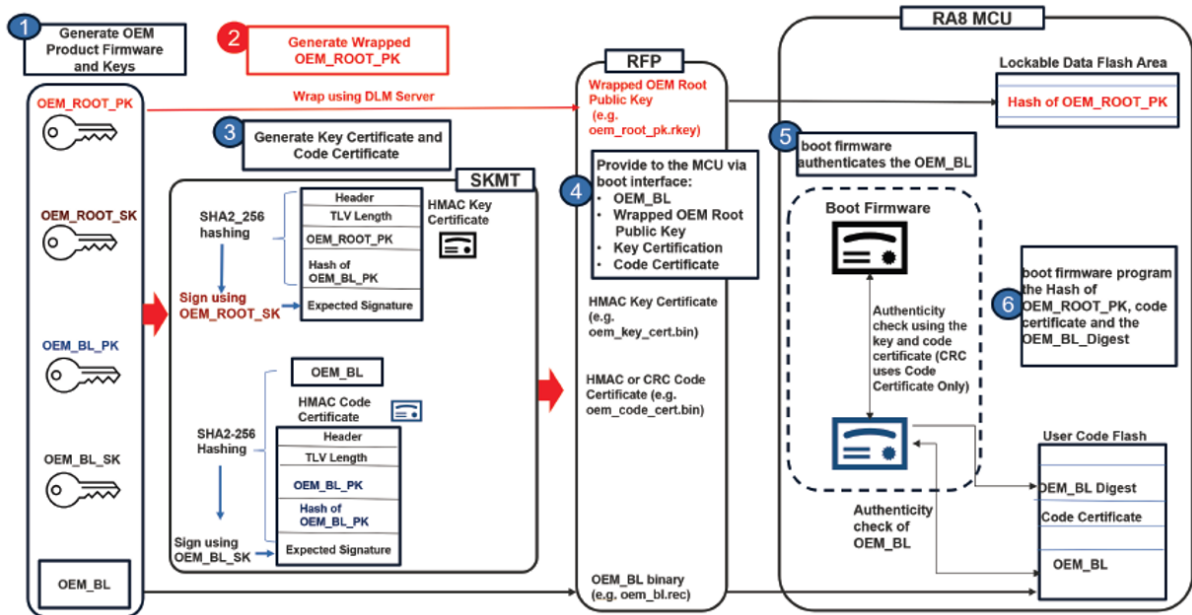 1
Generate OEM
Product Firmware
and Keys
2
Generate Wrapped
OEM_ROOT_PK
RA8 MCU
RFP
OEM_ROOT_PK
Wrap using DLM Server
Wrapped OEM Root
Public Key
(e.g.
oem_root_pk.rkey)
Lockable Data Flash Area
Hash of OEM_ROOT_PK
3
Generate Key Certificate and
Code Certificate
SKMT
SHA2_256
hashing
Header
TLV Length
OEM_ROOT_PK
Hash of
OEM_BL_PK
Expected Signature
HMAC Key
Certificate
Sign using
OEM_ROOT_SK
OEM_ROOT_SK
OEM_BL_PK
OEM_BL_SK
OEM_BL
OEM_BL
HMAC Code
Certificate
SHA2-256
Hashing
Header
TLV Length
OEM_BL_PK
Hash of
OEM_BL_PK
Expected Signature
Sign using
OEM_BL_SK
4
Provide to the MCU via
boot interface:
• OEM_BL
• Wrapped OEM Root
Public Key
• Key Certification
• Code Certificate
HMAC Key Certificate
(e.g.
oem_key_cert.bin)
HMAC or CRC Code
Certificate (e.g.
oem_code_cert.bin)
OEM_BL binary
(e.g. oem_bl.rec)
5
boot firmware
authenticates the OEM_BL
Boot Firmware
Authenticity
check using the
key and code
certificate (CRC
uses Code
Certificate Only)
Authenticity
check of
OEM_BL
6
boot firmware program
the Hash of
OEM_ROOT_PK, code
certificate and the
OEM_BL_Digest
User Code Flash
OEM_BL Digest
Code Certificate
OEM_BL